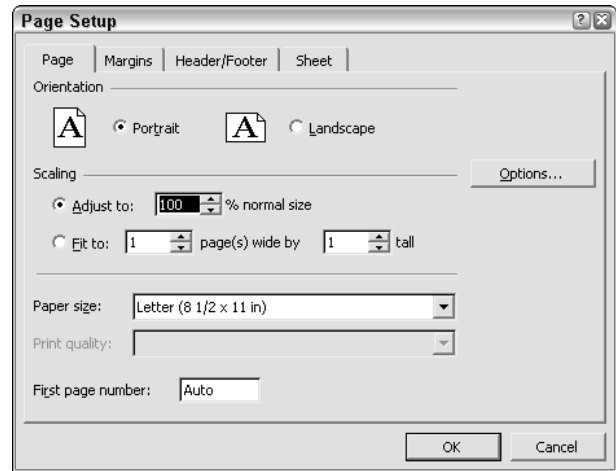 Page Setup
Page Margins Header/Footer Sheet
Orientation
A Portrait A Landscape
Scaling
Options...
Adjust to: 100 % normal size
Fit to: 1 page(s) wide by 1 tall
Paper size: Letter (8 1/2 x 11 in)
Print quality:
First page number: Auto
OK Cancel